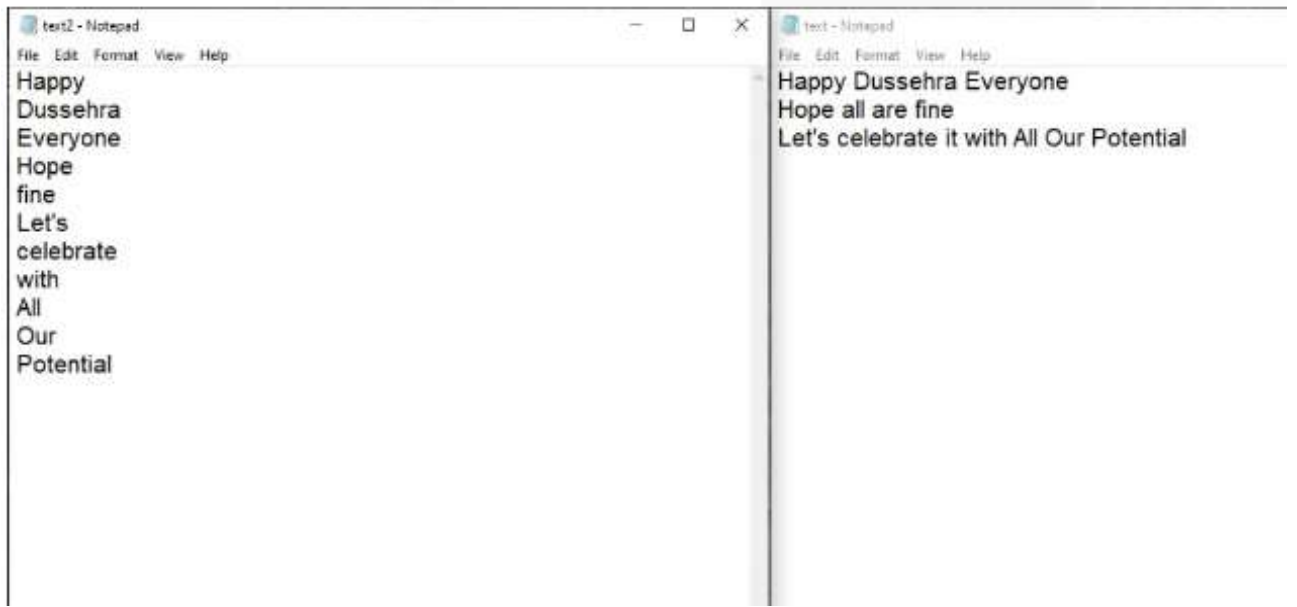 text2 - Notepad
File Edit Format View Help
Happy
Dussehra
Everyone
Hope
fine
Let's
celebrate
with
All
Our
Potential
text - Notepad
File Edit Format View Help
Happy Dussehra Everyone
Hope all are fine
Let's celebrate it with All Our Potential